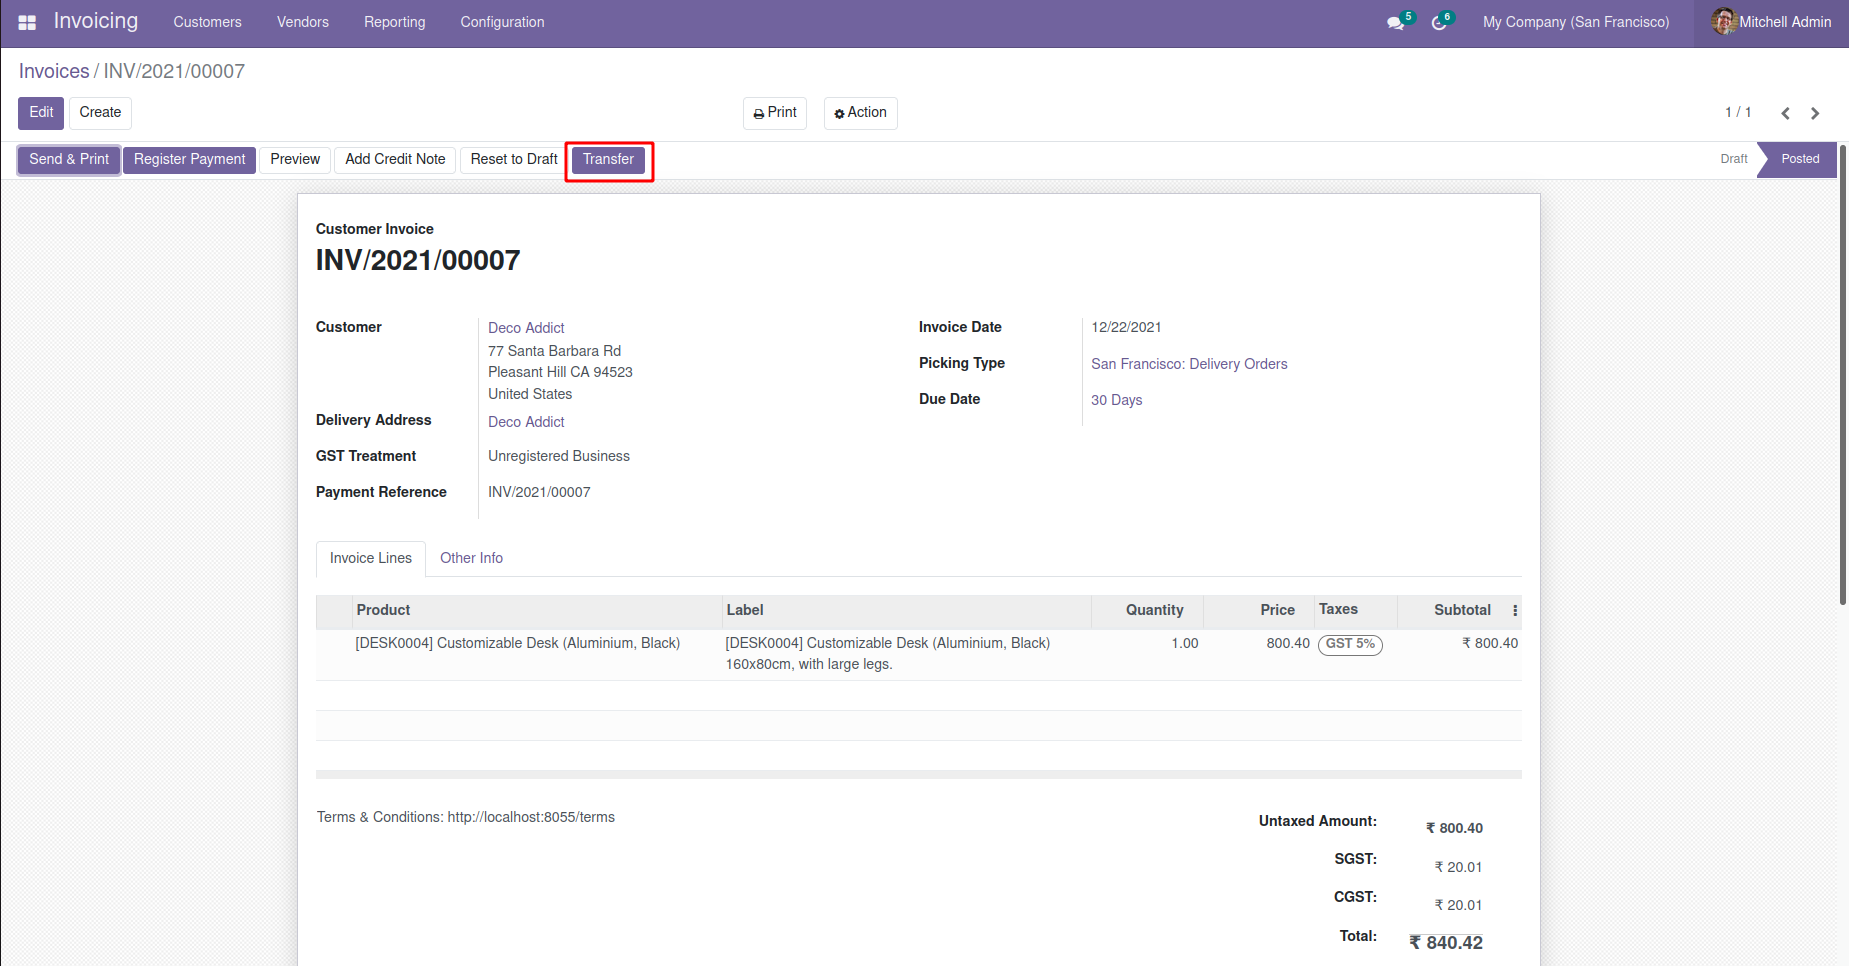 Invoicing Customers Vendors Reporting Configuration 5 6 My Company (San Francisco) Mitchell Admin
Invoices / INV/2021/00007
Edit Create Print Action 1 / 1
Send & Print Register Payment Preview Add Credit Note Reset to Draft Transfer Draft Posted
Customer Invoice
INV/2021/00007
Customer Deco Addict
77 Santa Barbara Rd
Pleasant Hill CA 94523
United States
Delivery Address Deco Addict
GST Treatment Unregistered Business
Payment Reference INV/2021/00007
Invoice Date 12/22/2021
Picking Type San Francisco: Delivery Orders
Due Date 30 Days
Invoice Lines Other Info
Product Label Quantity Price Taxes Subtotal
[DESK0004] Customizable Desk (Aluminium, Black) [DESK0004] Customizable Desk (Aluminium, Black) 1.00 800.40 GST 5% ₹ 800.40
160x80cm, with large legs.
Terms & Conditions: http://localhost:8055/terms
Untaxed Amount: ₹ 800.40
SGST: ₹ 20.01
CGST: ₹ 20.01
Total: ₹ 840.42